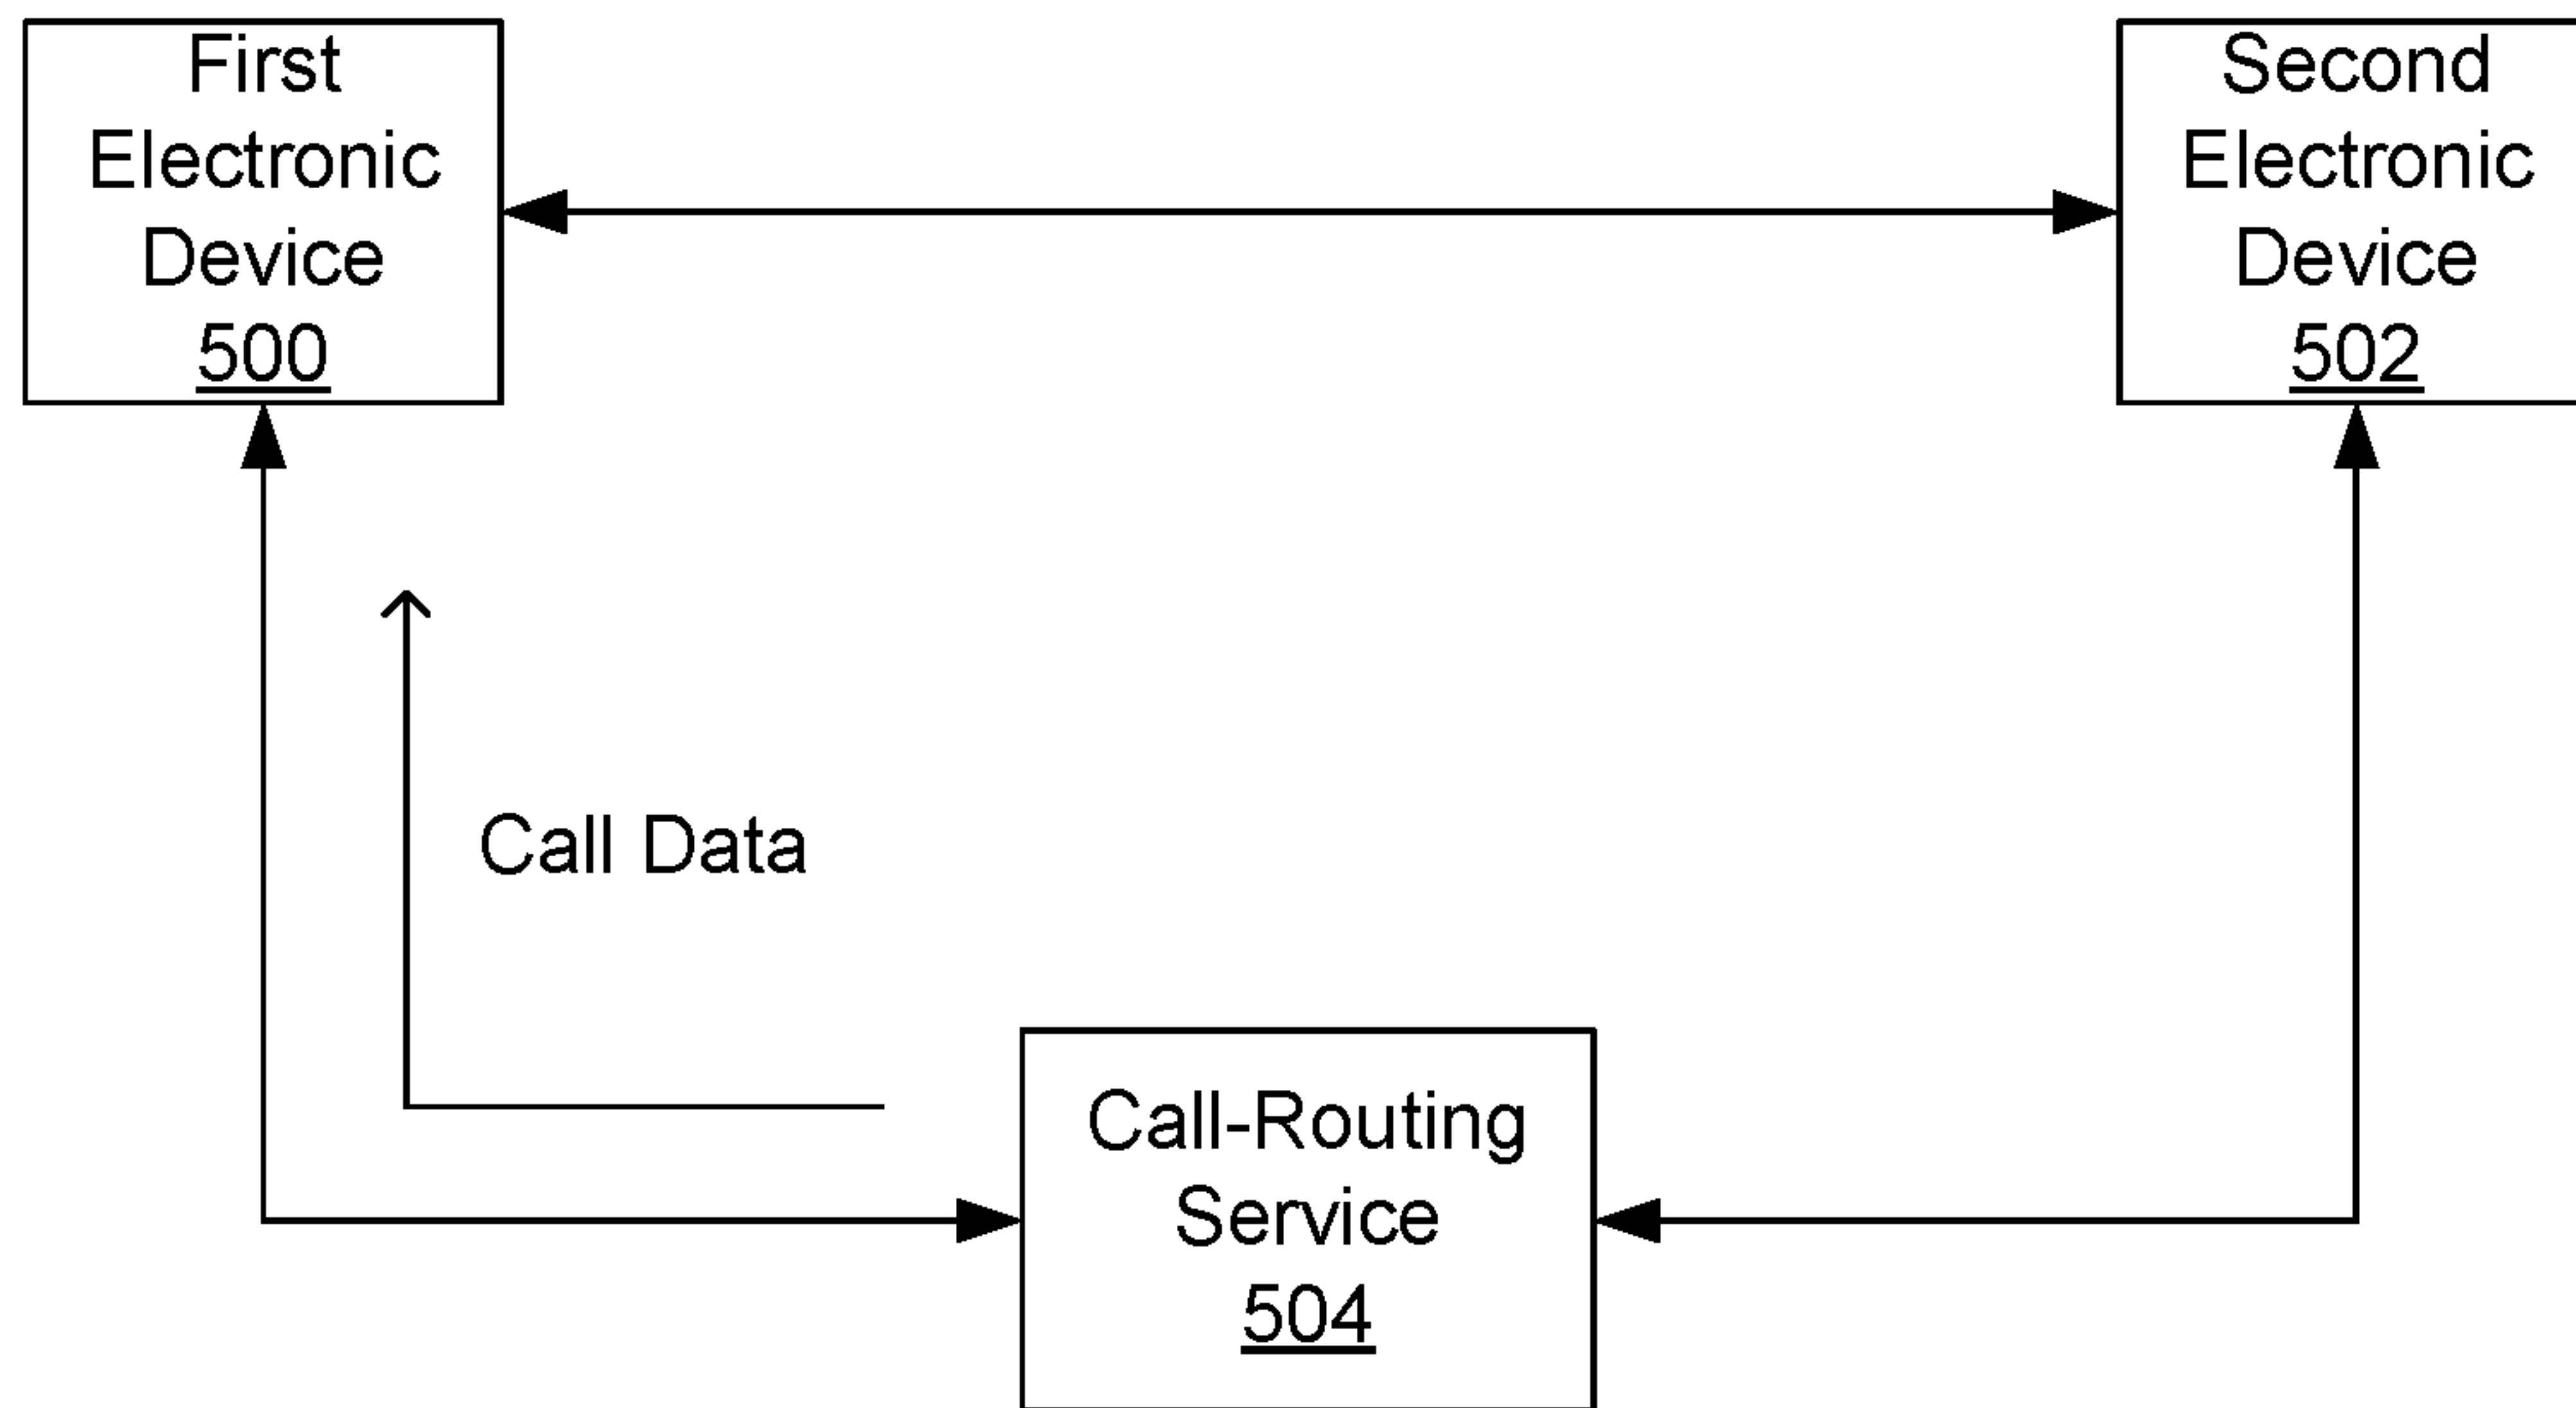 First
Electronic
Device
500
Second
Electronic
Device
502
Call Data
Call-Routing
Service
504